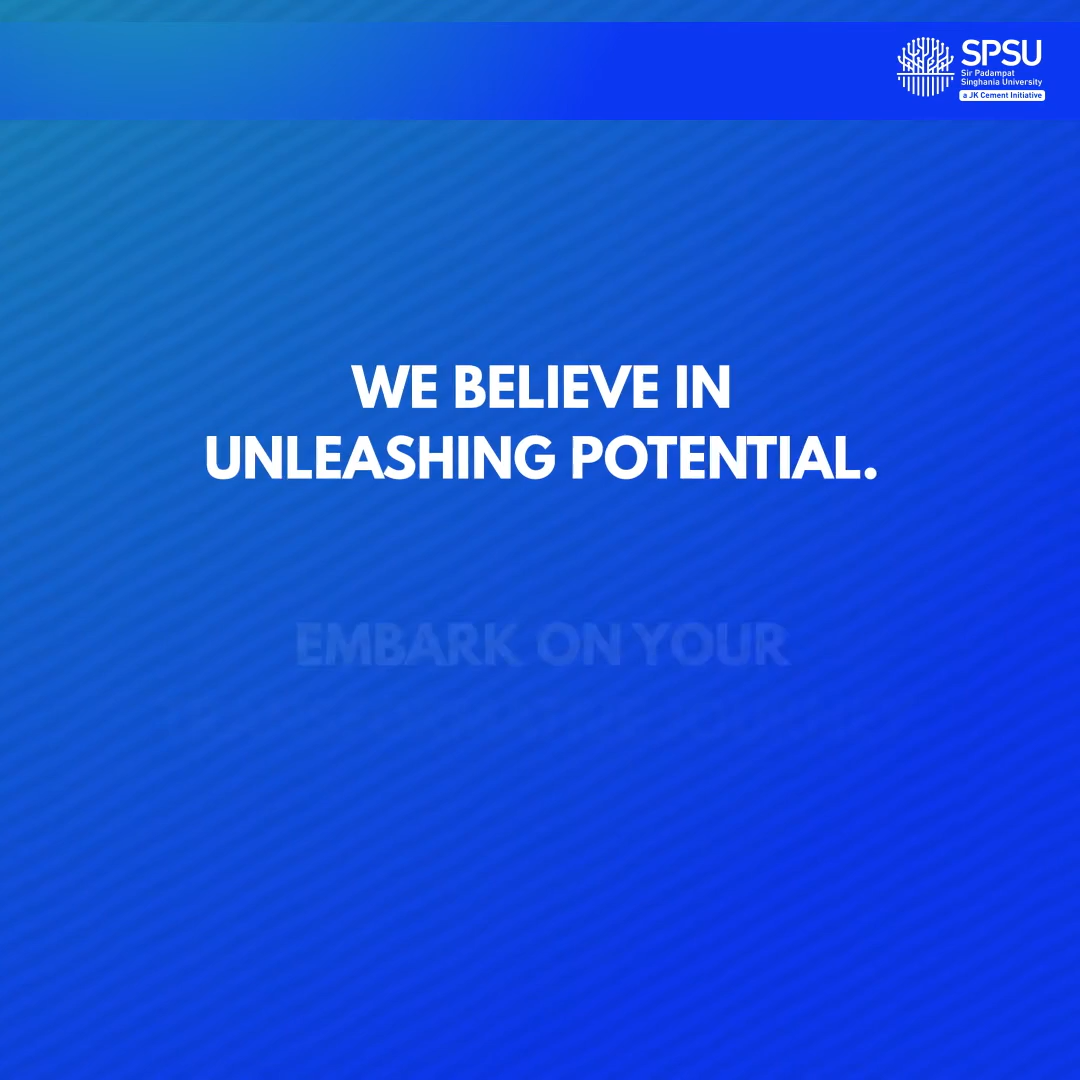 SPSU
Sir Padampat
Singhania University
a JK Cement Initiative
WE BELIEVE IN
UNLEASHING POTENTIAL.
EMBARK ON YOUR